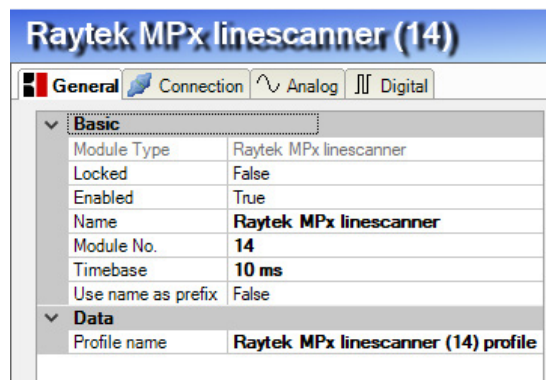 Raytek MPx linescanner (14)
General Connection Analog Digital
Basic
Module Type Raytek MPx linescanner
Locked False
Enabled True
Name Raytek MPx linescanner
Module No. 14
Timebase 10 ms
Use name as prefix False
Data
Profile name Raytek MPx linescanner (14) profile